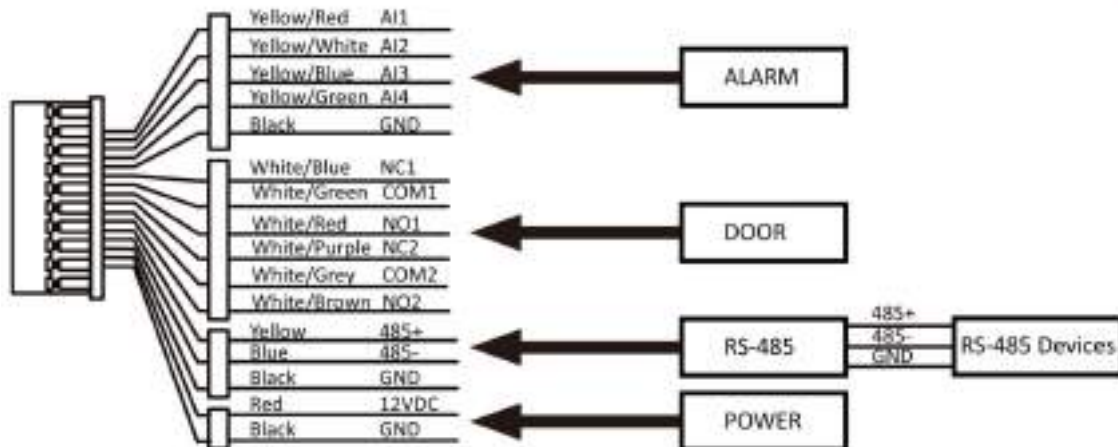 Yellow/Red AI1
Yellow/White AI2
Yellow/Blue AI3
Yellow/Green AI4
Black GND
ALARM
White/Blue NC1
White/Green COM1
White/Red NO1
White/Purple NC2
White/Grey COM2
White/Brown NO2
DOOR
Yellow 485+
Blue 485-
Black GND
RS-485
485+
485-
GND
RS-485 Devices
Red 12VDC
Black GND
POWER